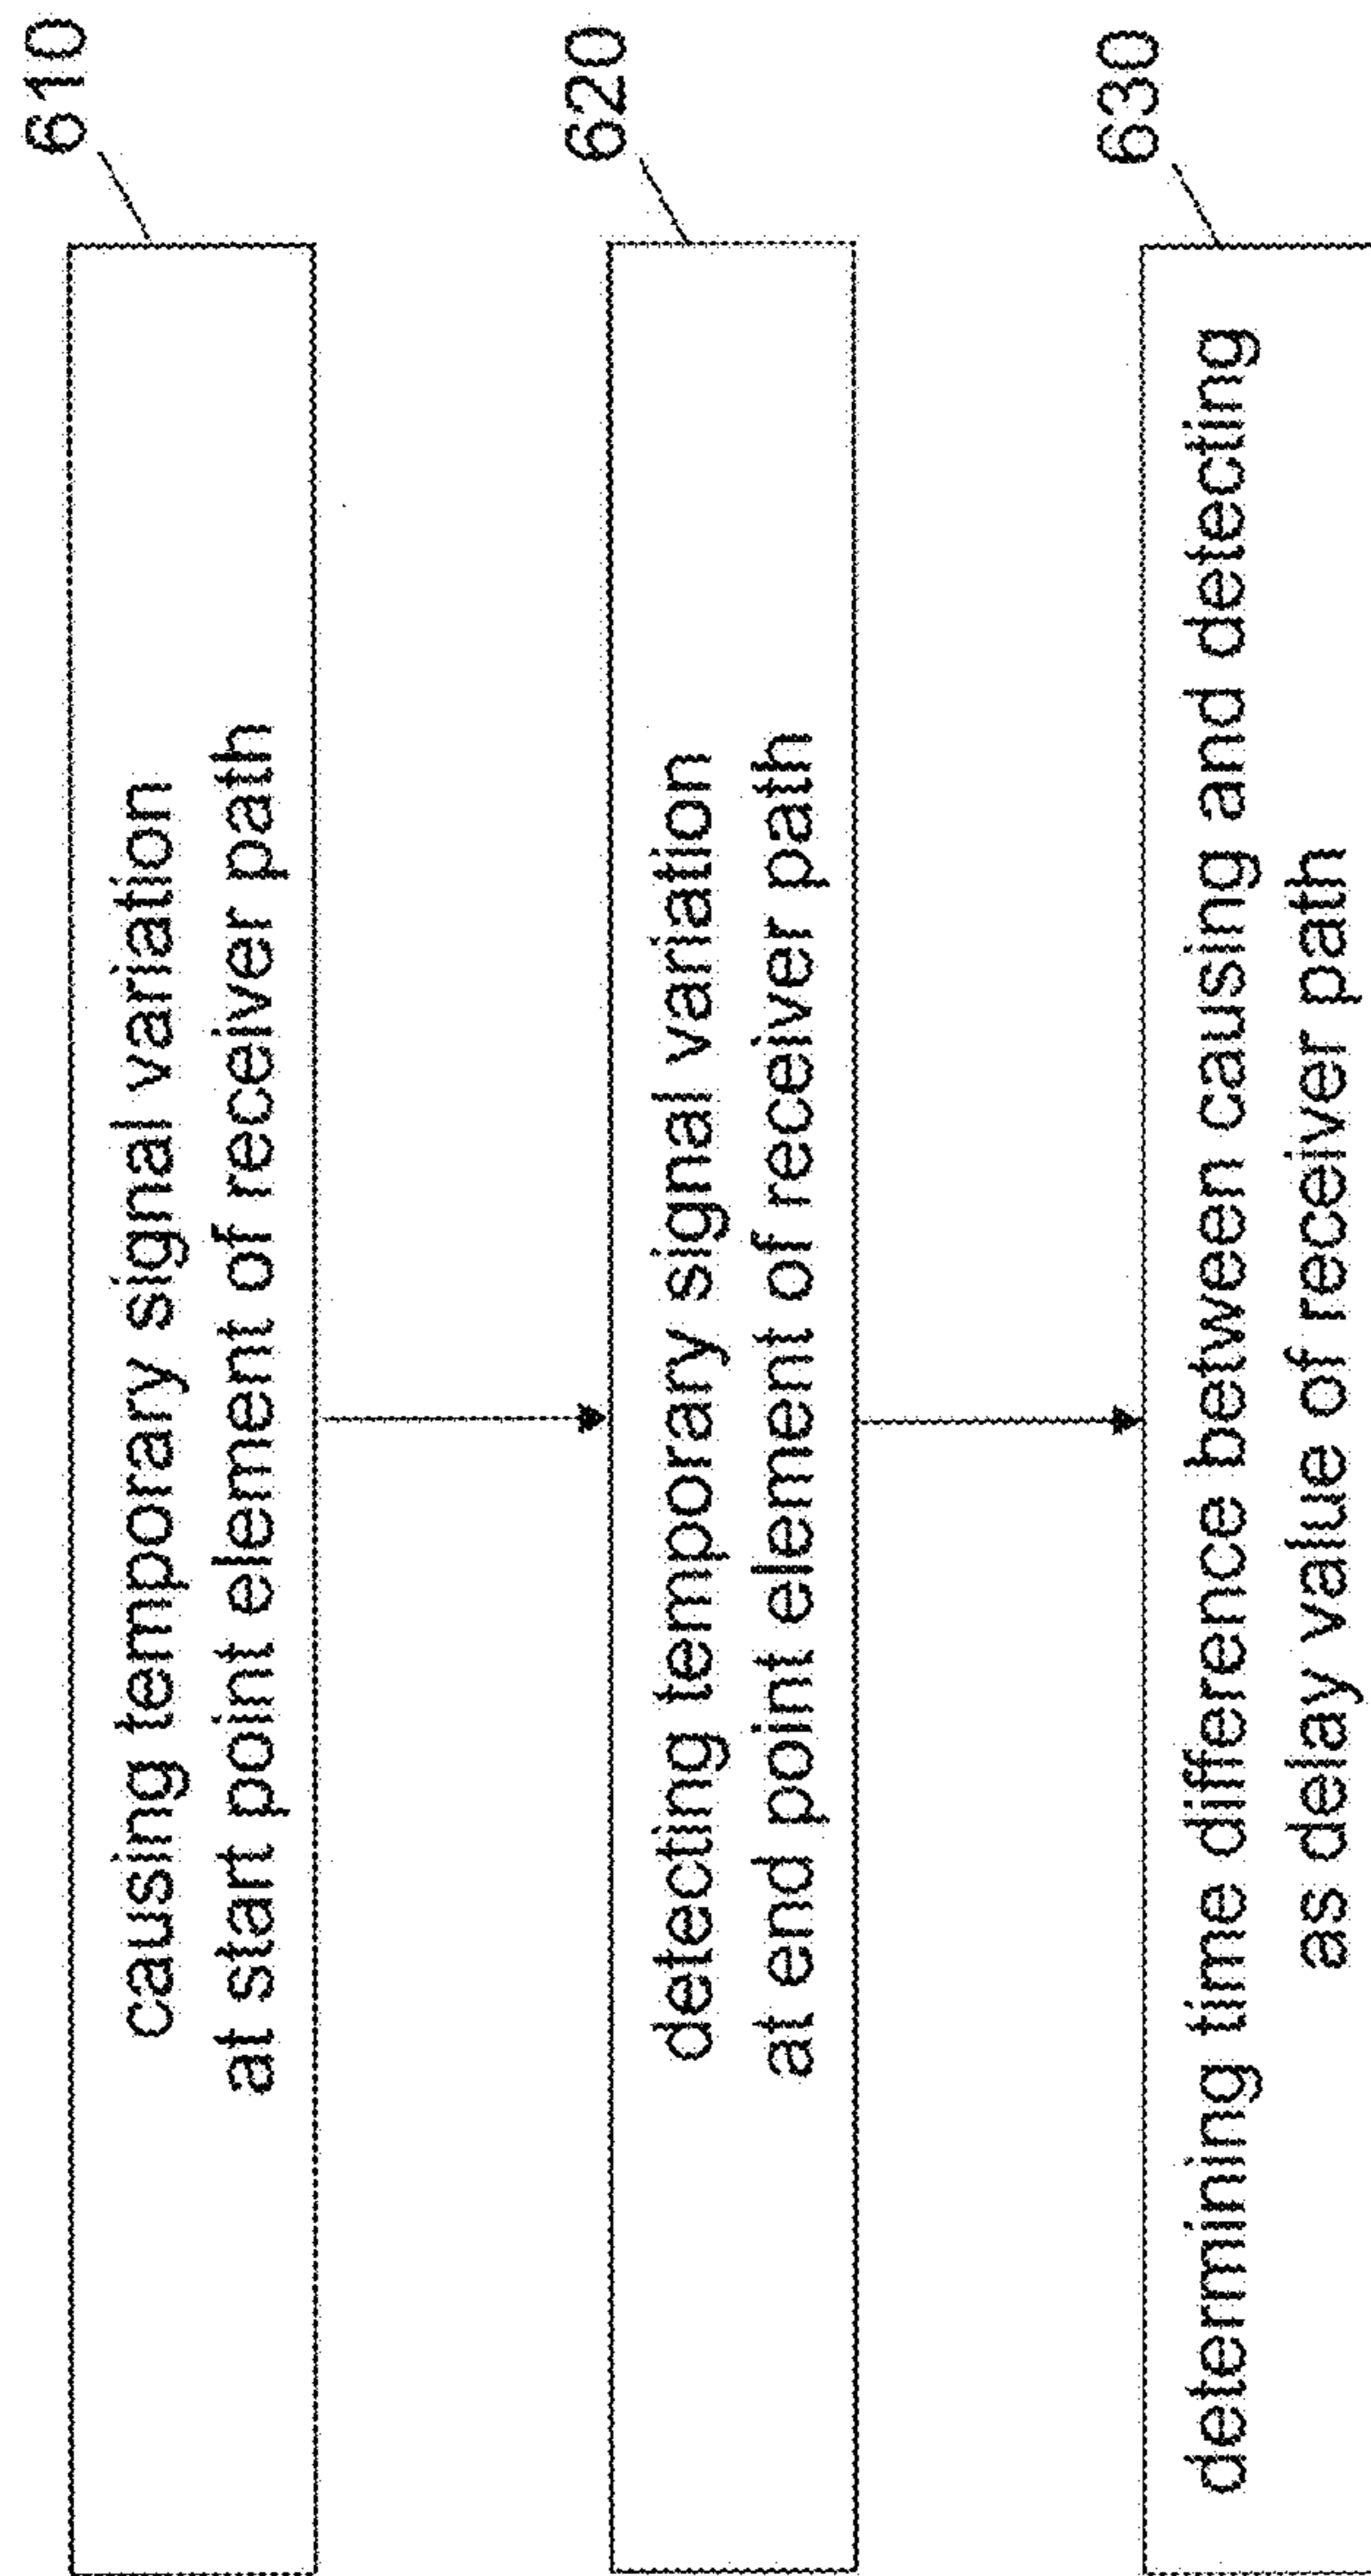 610
causing temporary signal variation
at start point element of receiver path
620
detecting temporary signal variation
at end point element of receiver path
630
determining time difference between causing and detecting
as delay value of receiver path